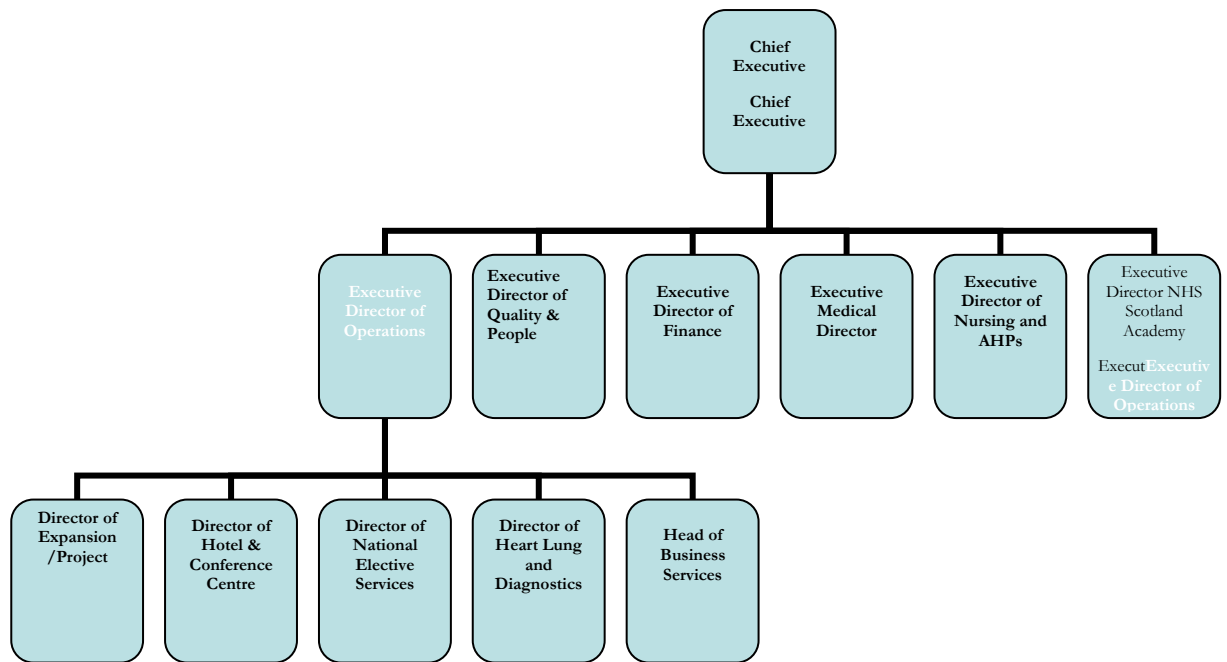 Chief
Executive
Chief
Executive
Executive
Director of
Operations
Executive
Director of
Quality &
People
Executive
Director of
Finance
Executive
Medical
Director
Executive
Director of
Nursing and
AHPs
Executive
Director NHS
Scotland
Academy
ExecutExecutiv
e Director of
Operations
Director of
Expansion
/Project
Director of
Hotel &
Conference
Centre
Director of
National
Elective
Services
Director of
Heart Lung
and
Diagnostics
Head of
Business
Services